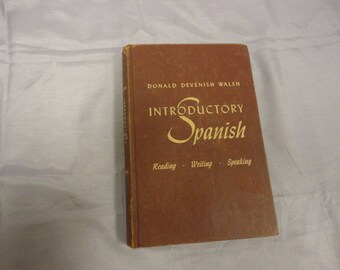 DONALD DEVENISH WALSH
INTRODUCTORY
Spanish
Reading · Writing · Speaking